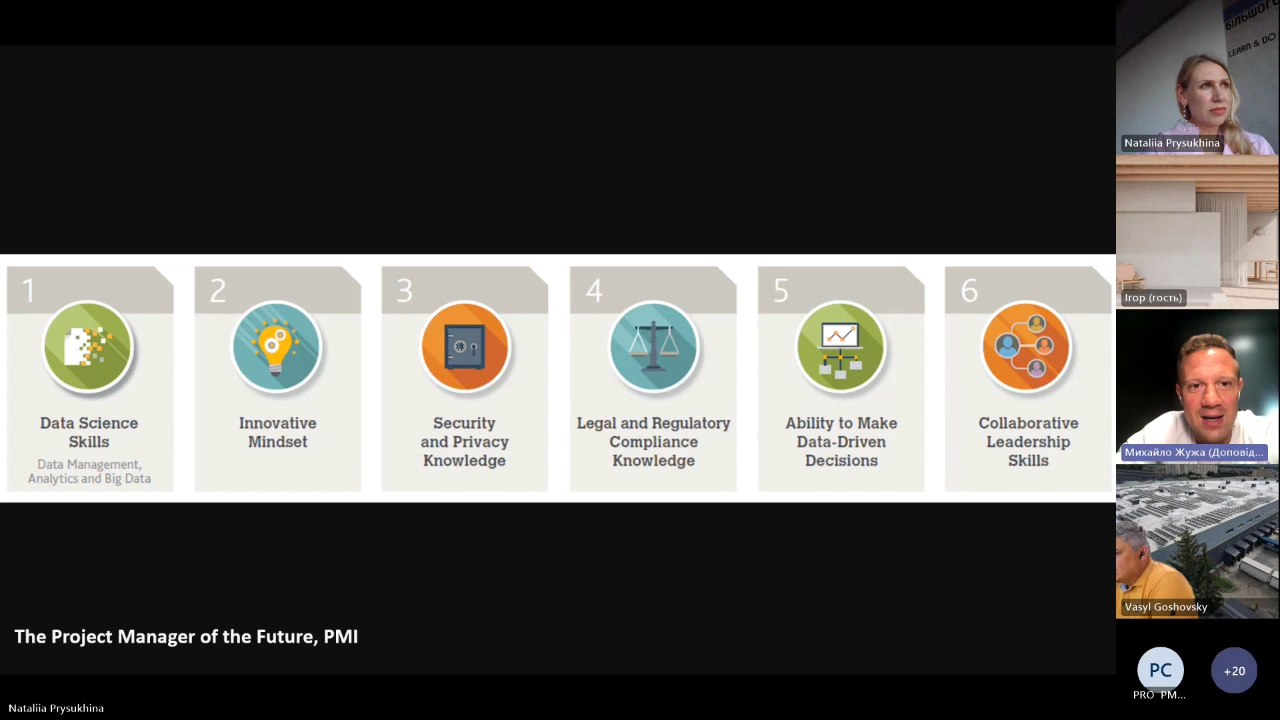 1
Data Science
Skills
Data Management,
Analytics and Big Data
2
Innovative
Mindset
3
Security
and Privacy
Knowledge
4
Legal and Regulatory
Compliance
Knowledge
5
Ability to Make
Data-Driven
Decisions
6
Collaborative
Leadership
Skills
The Project Manager of the Future, PMI
Nataliia Prysukhina
БІЛЬШОГО
LEARN & DO
Nataliia Prysukhina
Ігор (гость)
Михайло Жужа (Доповід...
Vasyl Goshovsky
PC
PRO PM...
+20